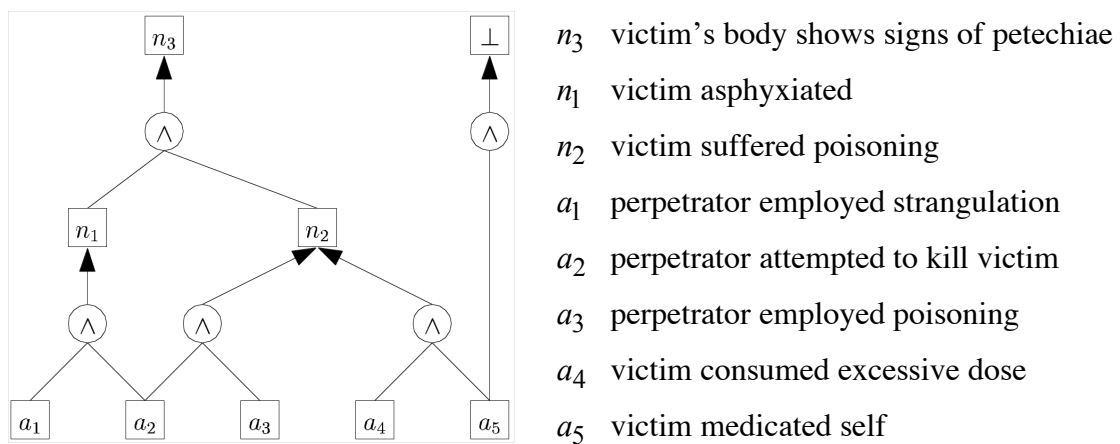 n3 ⊥
∧ ∧
n1 n2
∧ ∧ ∧
a1 a2 a3 a4 a5
n3 victim's body shows signs of petechiae
n1 victim asphyxiated
n2 victim suffered poisoning
a1 perpetrator employed strangulation
a2 perpetrator attempted to kill victim
a3 perpetrator employed poisoning
a4 victim consumed excessive dose
a5 victim medicated self